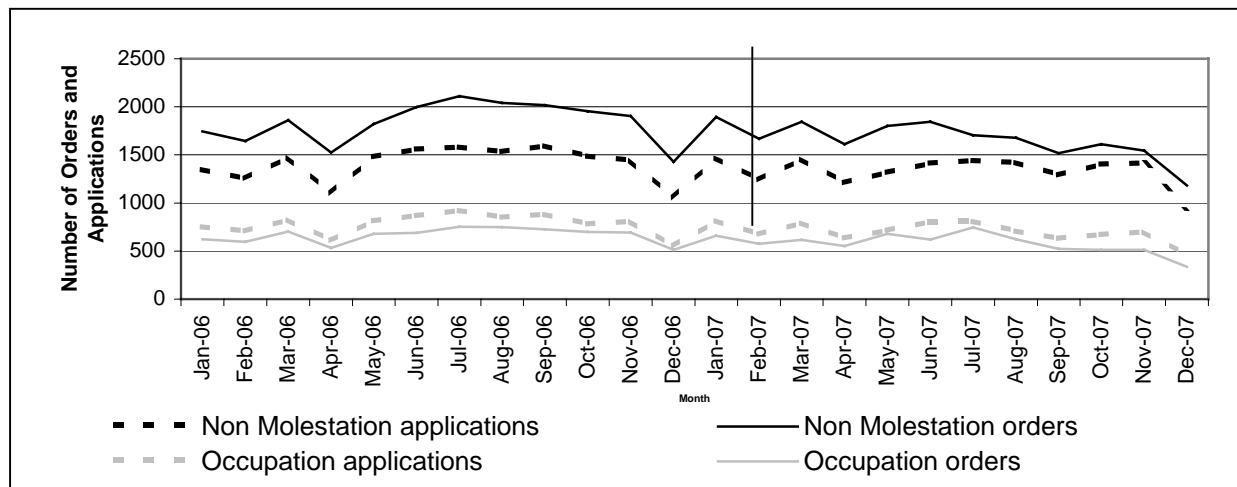 Number of Orders and
Applications
2500
2000
1500
1000
500
0
Jan-06
Feb-06
Mar-06
Apr-06
May-06
Jun-06
Jul-06
Aug-06
Sep-06
Oct-06
Nov-06
Dec-06
Jan-07
Feb-07
Mar-07
Apr-07
May-07
Jun-07
Jul-07
Aug-07
Sep-07
Oct-07
Nov-07
Dec-07
Month
Non Molestation applications
Non Molestation orders
Occupation applications
Occupation orders